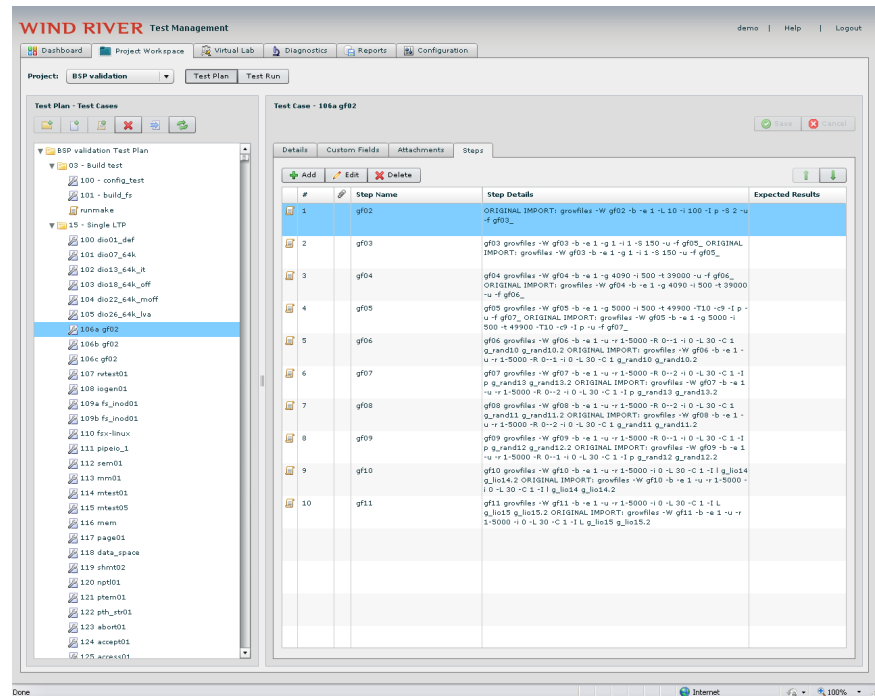 WIND RIVER Test Management
demo | Help | Logout
Dashboard Project Workspace Virtual Lab Diagnostics Reports Configuration
Project: BSP validation Test Plan Test Run
Test Plan - Test Cases
BSP validation Test Plan
03 - Build test
100 - config_test
101 - build_fs
runmake
15 - Single LTP
100 dio01_def
101 dio07_64k
102 dio13_64k_it
103 dio18_64k_off
104 dio22_64k_moff
105 dio26_64k_lva
106a gf02
106b gf02
106c gf02
107 rwtest01
108 iogen01
109a fs_inod01
109b fs_inod01
110 fsx-linux
111 pipeio_1
112 sem01
113 mm01
114 mtest01
115 mtest05
116 mem
117 page01
118 data_space
119 shmt02
120 nptl01
121 ptem01
122 pth_str01
123 abort01
124 accept01
125 access01
Test Case - 106a gf02
Save Cancel
Details Custom Fields Attachments Steps
Add Edit Delete
# Step Name Step Details Expected Results
1 gf02 ORIGINAL IMPORT: growfiles -W gf02 -b -e 1 -L 10 -i 100 -I p -S 2 -u
-f gf03_
2 gf03 gf03 growfiles -W gf03 -b -e 1 -g 1 -i 1 -S 150 -u -f gf05_ ORIGINAL
IMPORT: growfiles -W gf03 -b -e 1 -g 1 -i 1 -S 150 -u -f gf05_
3 gf04 gf04 growfiles -W gf04 -b -e 1 -g 4090 -i 500 -t 39000 -u -f gf06_
ORIGINAL IMPORT: growfiles -W gf04 -b -e 1 -g 4090 -i 500 -t 39000
-u -f gf06_
4 gf05 gf05 growfiles -W gf05 -b -e 1 -g 5000 -i 500 -t 49900 -T10 -c9 -I p -
u -f gf07_ ORIGINAL IMPORT: growfiles -W gf05 -b -e 1 -g 5000 -i
500 -t 49900 -T10 -c9 -I p -u -f gf07_
5 gf06 gf06 growfiles -W gf06 -b -e 1 -u -r 1-5000 -R 0--1 -i 0 -L 30 -C 1
g_rand10 g_rand10.2 ORIGINAL IMPORT: growfiles -W gf06 -b -e 1 -
u -r 1-5000 -R 0--1 -i 0 -L 30 -C 1 g_rand10 g_rand10.2
6 gf07 gf07 growfiles -W gf07 -b -e 1 -u -r 1-5000 -R 0--2 -i 0 -L 30 -C 1 -I
p g_rand13 g_rand13.2 ORIGINAL IMPORT: growfiles -W gf07 -b -e 1
-u -r 1-5000 -R 0--2 -i 0 -L 30 -C 1 -I p g_rand13 g_rand13.2
7 gf08 gf08 growfiles -W gf08 -b -e 1 -u -r 1-5000 -R 0--2 -i 0 -L 30 -C 1
g_rand11 g_rand11.2 ORIGINAL IMPORT: growfiles -W gf08 -b -e 1 -
u -r 1-5000 -R 0--2 -i 0 -L 30 -C 1 g_rand11 g_rand11.2
8 gf09 gf09 growfiles -W gf09 -b -e 1 -u -r 1-5000 -R 0--1 -i 0 -L 30 -C 1 -I
p g_rand12 g_rand12.2 ORIGINAL IMPORT: growfiles -W gf09 -b -e 1
-u -r 1-5000 -R 0--1 -i 0 -L 30 -C 1 -I p g_rand12 g_rand12.2
9 gf10 gf10 growfiles -W gf10 -b -e 1 -u -r 1-5000 -i 0 -L 30 -C 1 -I l g_lio14
g_lio14.2 ORIGINAL IMPORT: growfiles -W gf10 -b -e 1 -u -r 1-5000 -
i 0 -L 30 -C 1 -I l g_lio14 g_lio14.2
10 gf11 gf11 growfiles -W gf11 -b -e 1 -u -r 1-5000 -i 0 -L 30 -C 1 -I L
g_lio15 g_lio15.2 ORIGINAL IMPORT: growfiles -W gf11 -b -e 1 -u -r
1-5000 -i 0 -L 30 -C 1 -I L g_lio15 g_lio15.2
Done Internet 100%